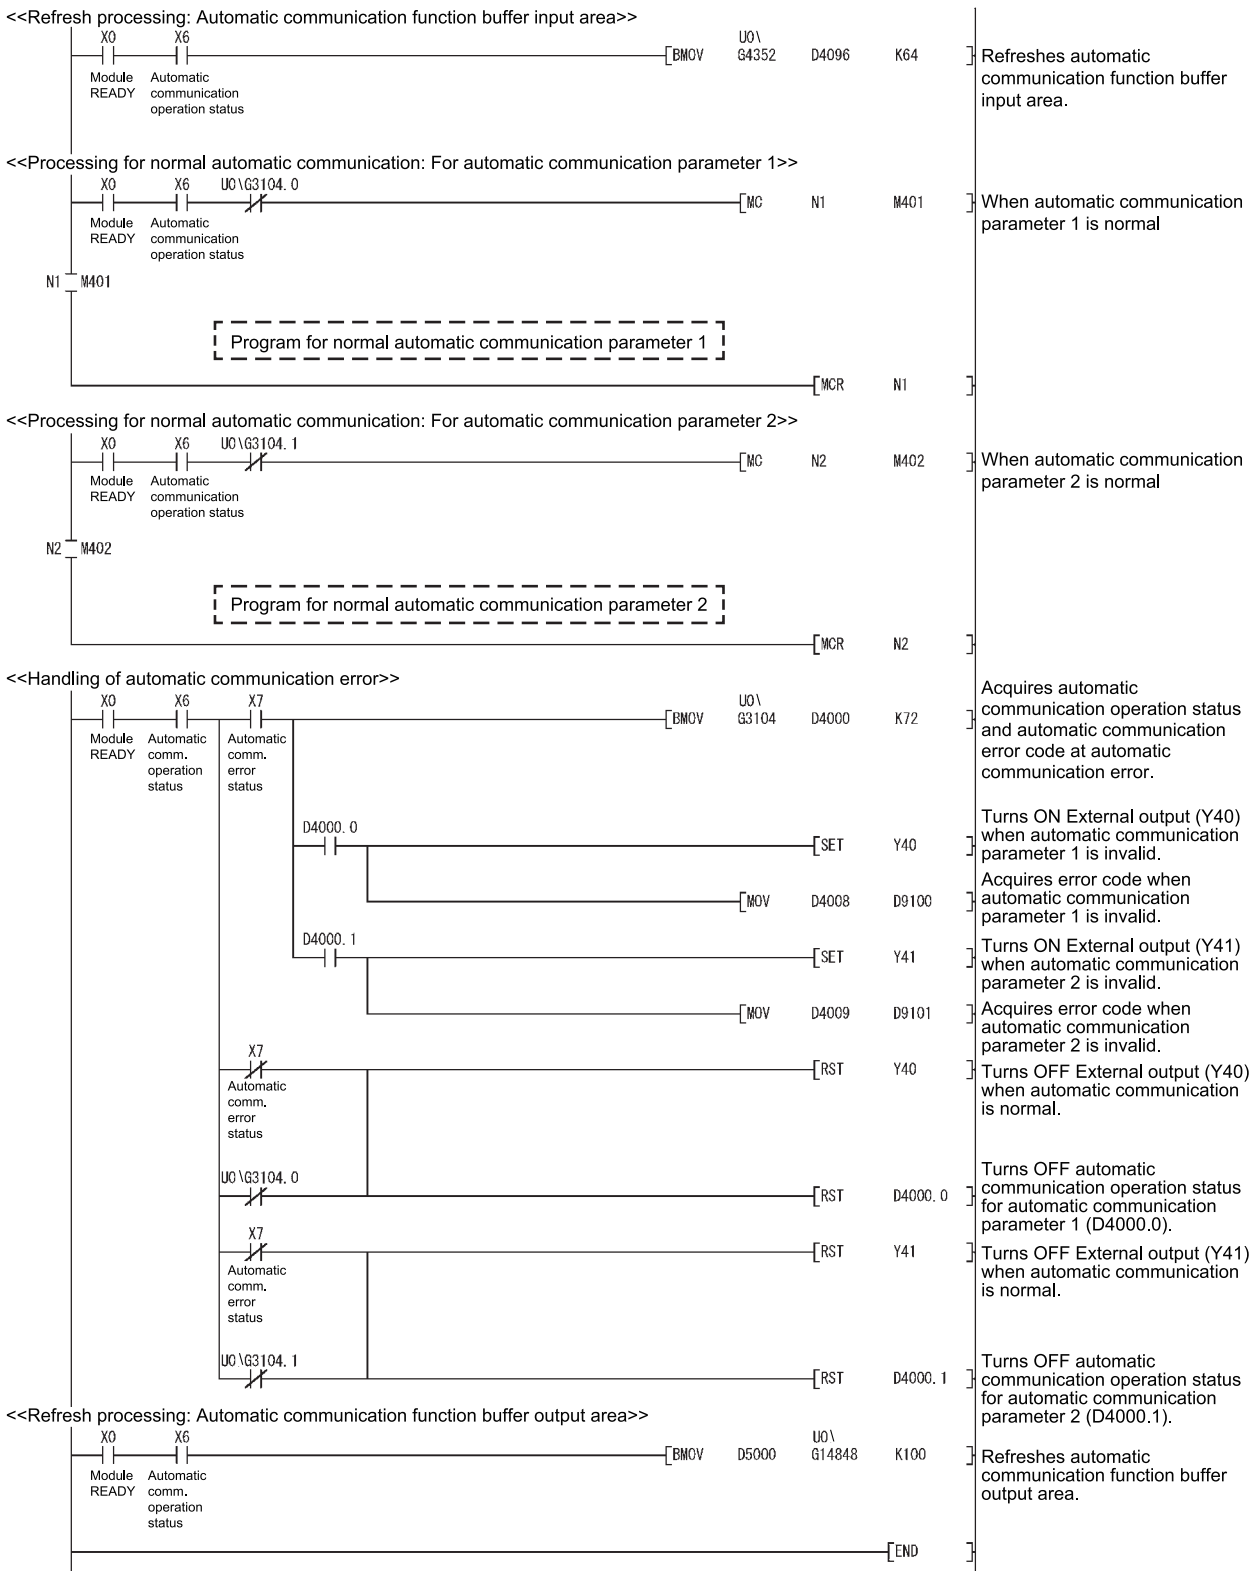 <<Refresh processing: Automatic communication function buffer input area>>
X0 X6 U0\
BMOV G4352 D4096 K64
Module READY
Automatic communication operation status
Refreshes automatic
communication function buffer
input area.
<<Processing for normal automatic communication: For automatic communication parameter 1>>
X0 X6 U0\G3104.0
MC N1 M401
Module READY
Automatic communication operation status
When automatic communication
parameter 1 is normal
N1 M401
Program for normal automatic communication parameter 1
MCR N1
<<Processing for normal automatic communication: For automatic communication parameter 2>>
X0 X6 U0\G3104.1
MC N2 M402
Module READY
Automatic communication operation status
When automatic communication
parameter 2 is normal
N2 M402
Program for normal automatic communication parameter 2
MCR N2
<<Handling of automatic communication error>>
X0 X6 X7 U0\
BMOV G3104 D4000 K72
Module READY
Automatic comm. operation status
Automatic comm. error status
Acquires automatic
communication operation status
and automatic communication
error code at automatic
communication error.
D4000.0
SET Y40
Turns ON External output (Y40)
when automatic communication
parameter 1 is invalid.
MOV D4008 D9100
Acquires error code when
automatic communication
parameter 1 is invalid.
D4000.1
SET Y41
Turns ON External output (Y41)
when automatic communication
parameter 2 is invalid.
MOV D4009 D9101
Acquires error code when
automatic communication
parameter 2 is invalid.
X7
RST Y40
Automatic
comm.
error
status
Turns OFF External output (Y40)
when automatic communication
is normal.
U0\G3104.0
RST D4000.0
Turns OFF automatic
communication operation status
for automatic communication
parameter 1 (D4000.0).
X7
RST Y41
Automatic
comm.
error
status
Turns OFF External output (Y41)
when automatic communication
is normal.
U0\G3104.1
RST D4000.1
Turns OFF automatic
communication operation status
for automatic communication
parameter 2 (D4000.1).
<<Refresh processing: Automatic communication function buffer output area>>
X0 X6 U0\
BMOV D5000 G14848 K100
Module READY
Automatic comm. operation status
Refreshes automatic
communication function buffer
output area.
END